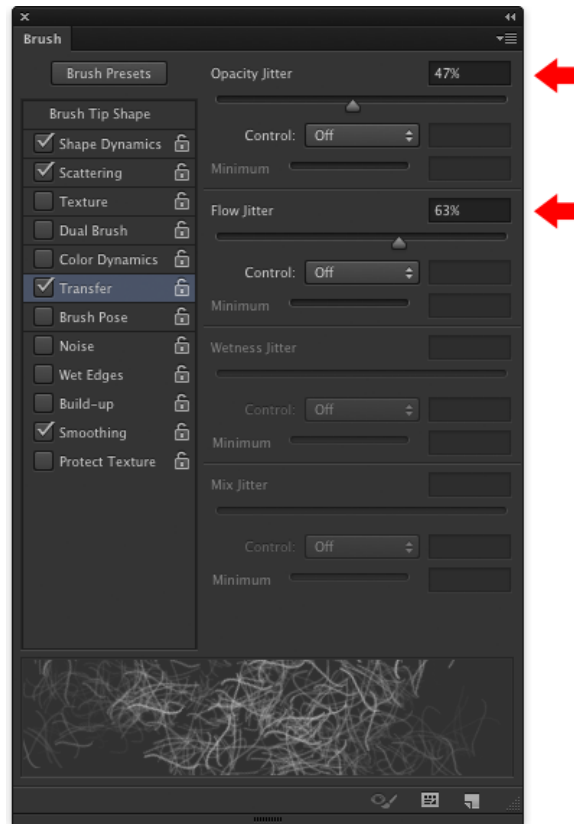 Brush
Brush Presets
Brush Tip Shape
Shape Dynamics
Scattering
Texture
Dual Brush
Color Dynamics
Transfer
Brush Pose
Noise
Wet Edges
Build-up
Smoothing
Protect Texture
Opacity Jitter 47%
Control: Off
Minimum
Flow Jitter 63%
Control: Off
Minimum
Wetness Jitter
Control: Off
Minimum
Mix Jitter
Control: Off
Minimum